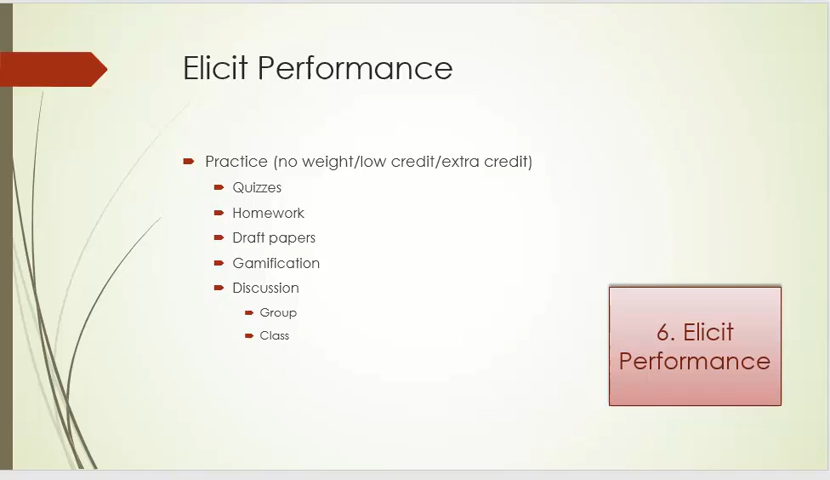 Elicit Performance
Practice (no weight/low credit/extra credit)
Quizzes
Homework
Draft papers
Gamification
Discussion
Group
Class
6. Elicit
Performance